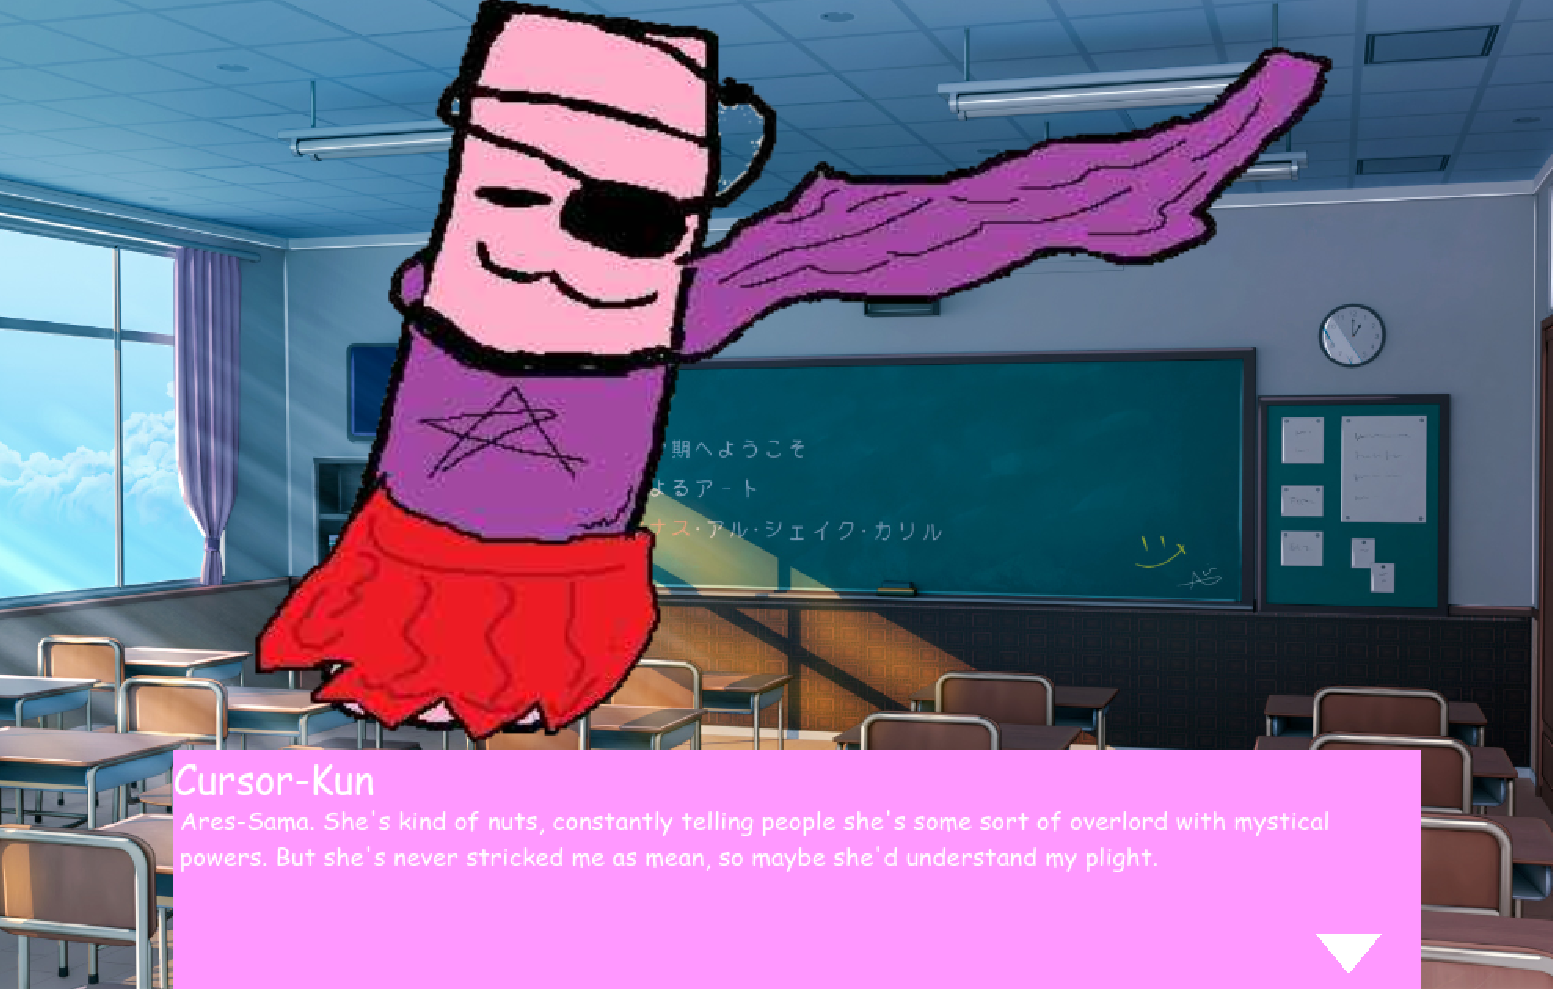 期へようこそ
よるアート
ナス・アル・シェイク・カリル
Cursor-Kun
Ares-Sama. She's kind of nuts, constantly telling people she's some sort of overlord with mystical
powers. But she's never stricked me as mean, so maybe she'd understand my plight.